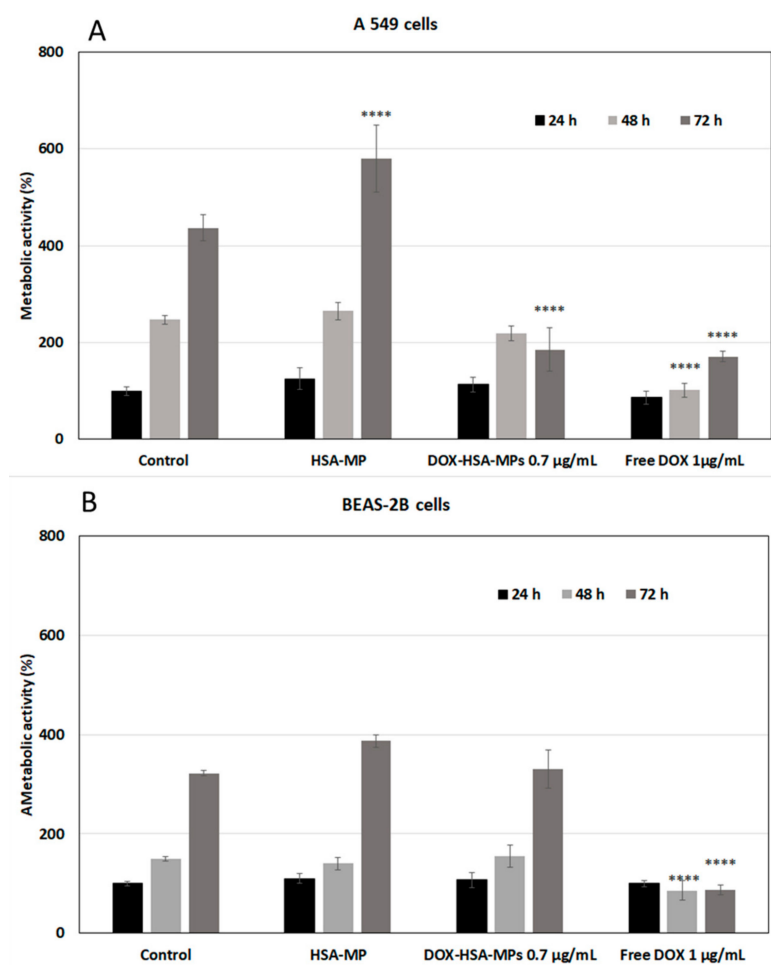 A
A 549 cells
800
****
24 h 48 h 72 h
600
Metabolic activity (%)
400
****
****
****
200
0
Control HSA-MP DOX-HSA-MPs 0.7 µg/mL Free DOX 1µg/mL
B
BEAS-2B cells
800
24 h 48 h 72 h
600
AMetabolic activity (%)
400
200
****
****
0
Control HSA-MP DOX-HSA-MPs 0.7 µg/mL Free DOX 1 µg/mL